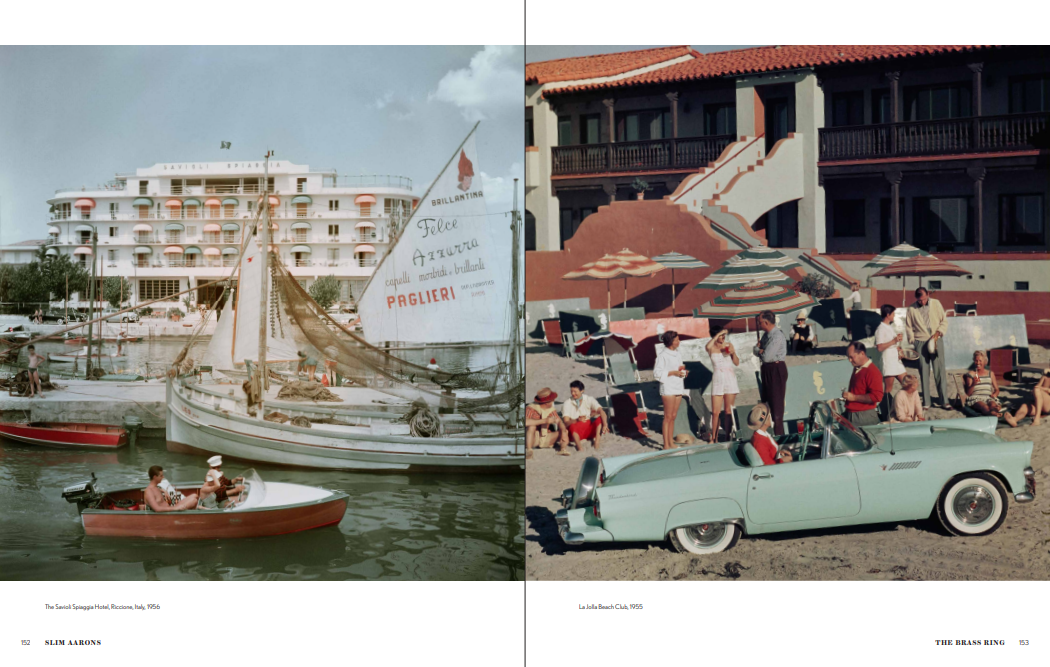 SAVIOLI SPIAGGIA
BRILLANTINA
Felce
Azzurra
capelli morbidi e brillanti
PAGLIERI
The Savioli Spiaggia Hotel, Riccione, Italy, 1956
152 SLIM AARONS
La Jolla Beach Club, 1955
THE BRASS RING 153